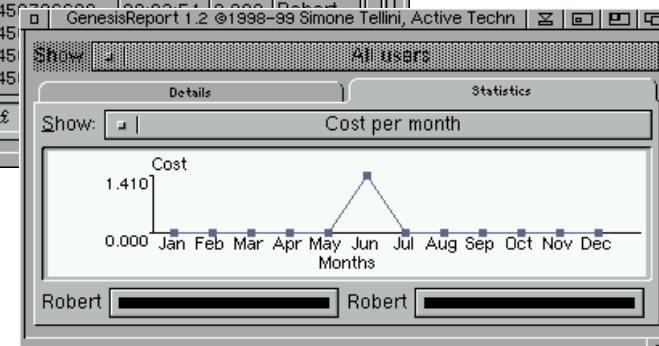 GenesisReport 1.2 ©1998-99 Simone Tellini, Active Techn
Show All users
Details Statistics
Show: Cost per month
Cost
1.410
0.000 Jan Feb Mar Apr May Jun Jul Aug Sep Oct Nov Dec
Months
Robert Robert